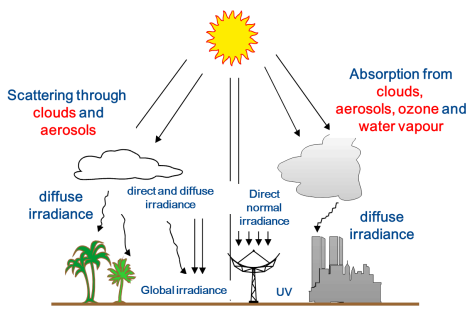 Scattering through
clouds and
aerosols
Absorption from
clouds,
aerosols, ozone and
water vapour
diffuse
irradiance
direct and diffuse
irradiance
Direct
normal
irradiance
diffuse
irradiance
Global irradiance
UV